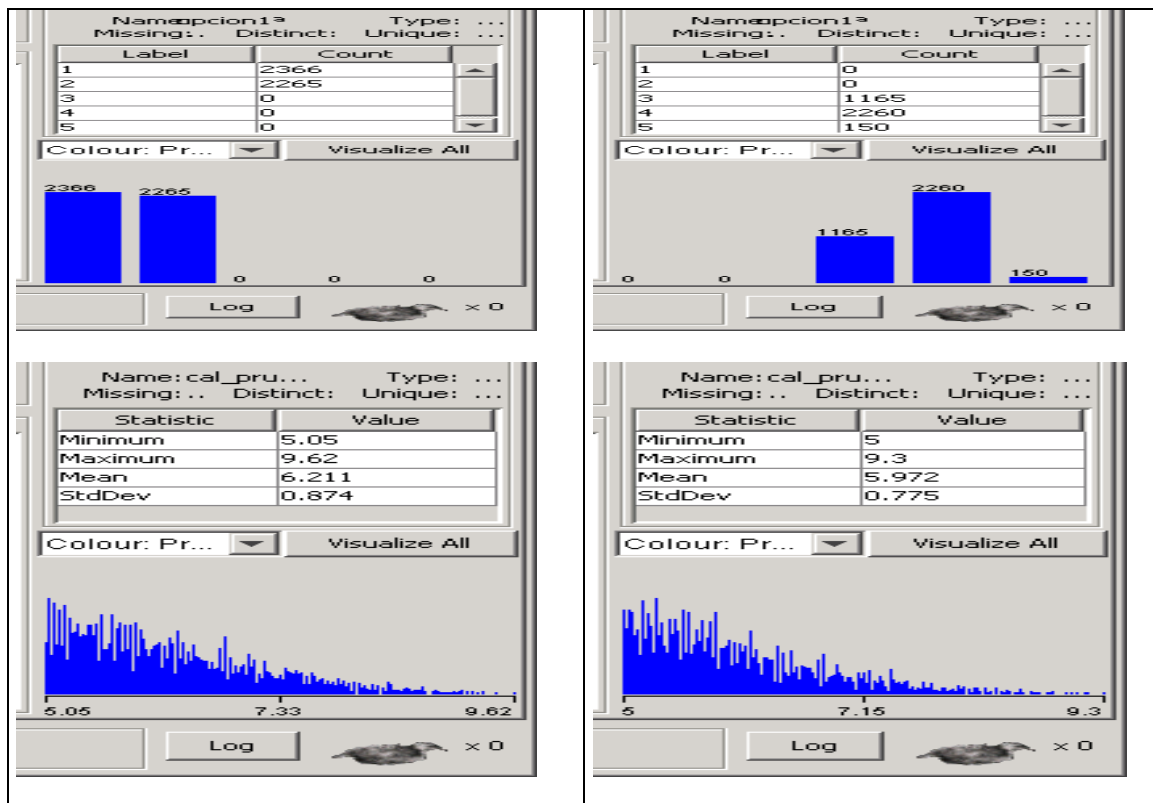 Name:opcion1ª Type: ...
Missing:.. Distinct: Unique: ...
Label Count
1 2366
2 2265
3 0
4 0
5 0
Colour: Pr... Visualize All
2366 2265 0 0 0
Log x 0
Name:opcion1ª Type: ...
Missing:.. Distinct: Unique: ...
Label Count
1 0
2 0
3 1165
4 2260
5 150
Colour: Pr... Visualize All
0 0 1165 2260 150
Log x 0
Name: cal_pru... Type: ...
Missing: .. Distinct: Unique: ...
Statistic Value
Minimum 5.05
Maximum 9.62
Mean 6.211
StdDev 0.874
Colour: Pr... Visualize All
5.05 7.33 9.62
Log x 0
Name: cal_pru... Type: ...
Missing: .. Distinct: Unique: ...
Statistic Value
Minimum 5
Maximum 9.3
Mean 5.972
StdDev 0.775
Colour: Pr... Visualize All
5 7.15 9.3
Log x 0